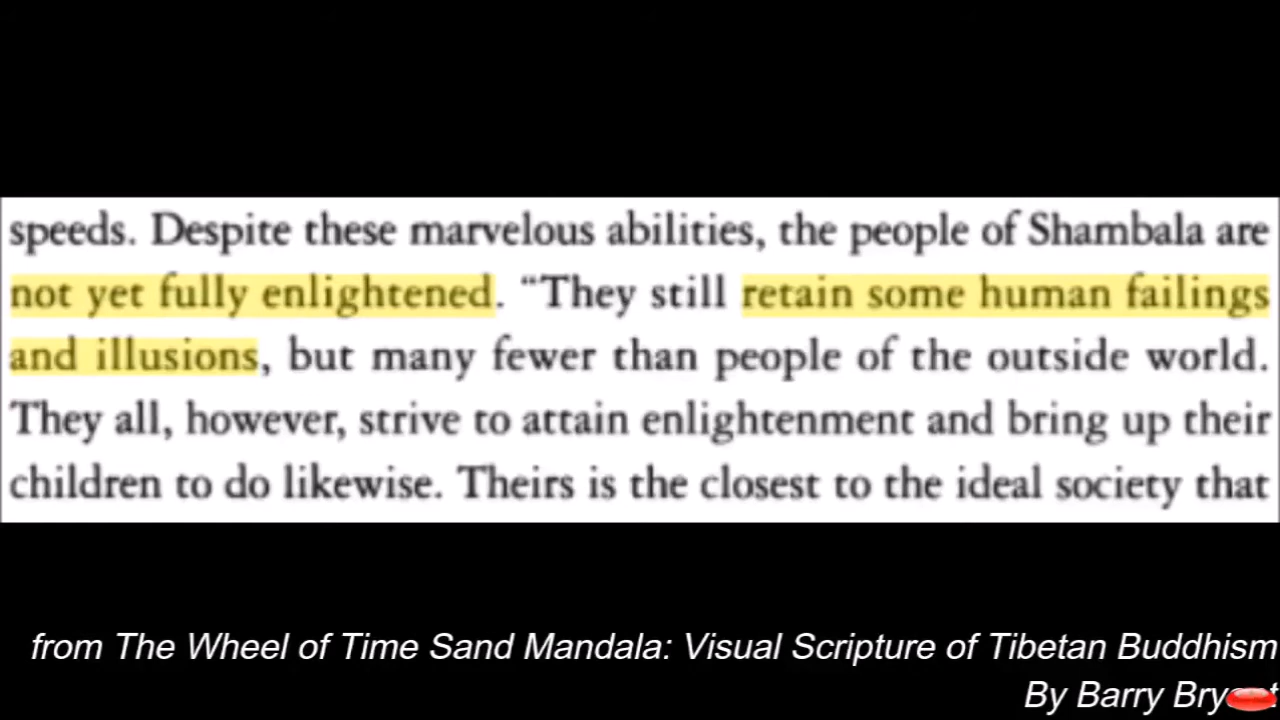 speeds. Despite these marvelous abilities, the people of Shambala are
not yet fully enlightened. “They still retain some human failings
and illusions, but many fewer than people of the outside world.
They all, however, strive to attain enlightenment and bring up their
children to do likewise. Theirs is the closest to the ideal society that
from The Wheel of Time Sand Mandala: Visual Scripture of Tibetan Buddhism
By Barry